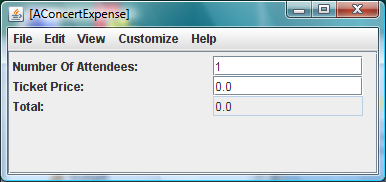 [AConcertExpense]
File Edit View Customize Help
Number Of Attendees: 1
Ticket Price: 0.0
Total: 0.0